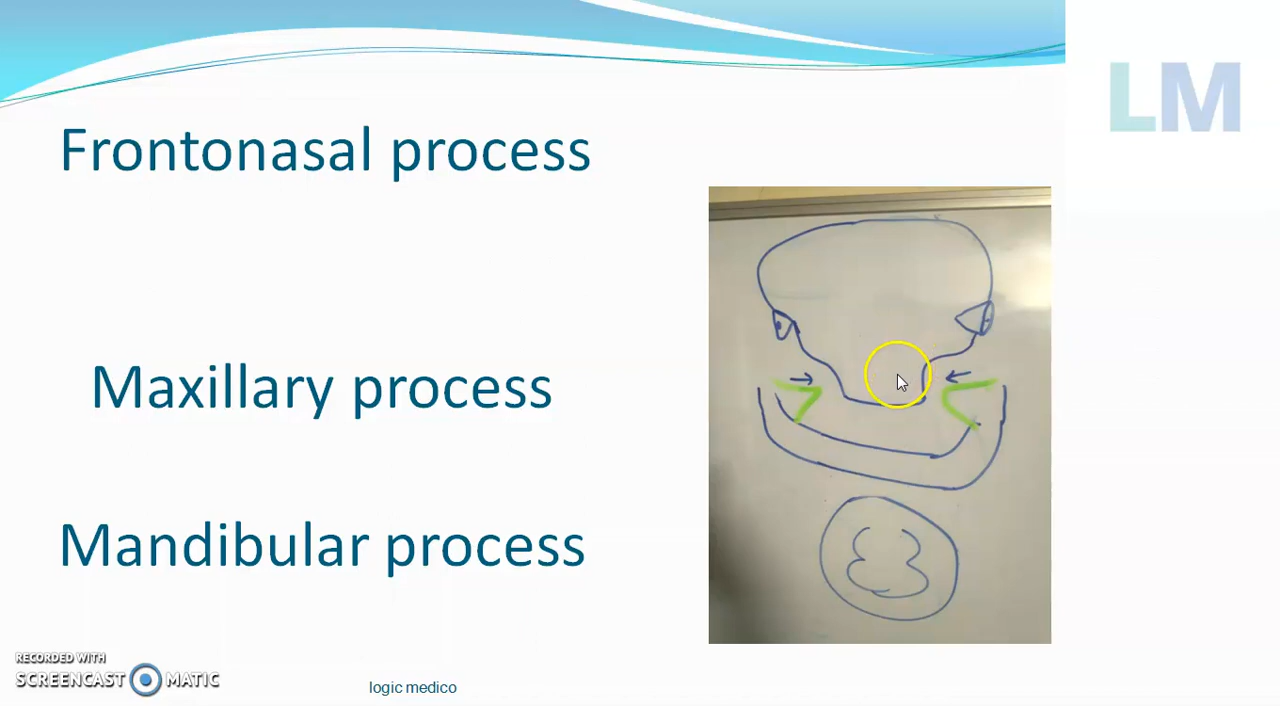 LM
Frontonasal process
Maxillary process
Mandibular process
RECORDED WITH
SCREENCAST MATIC
logic medico